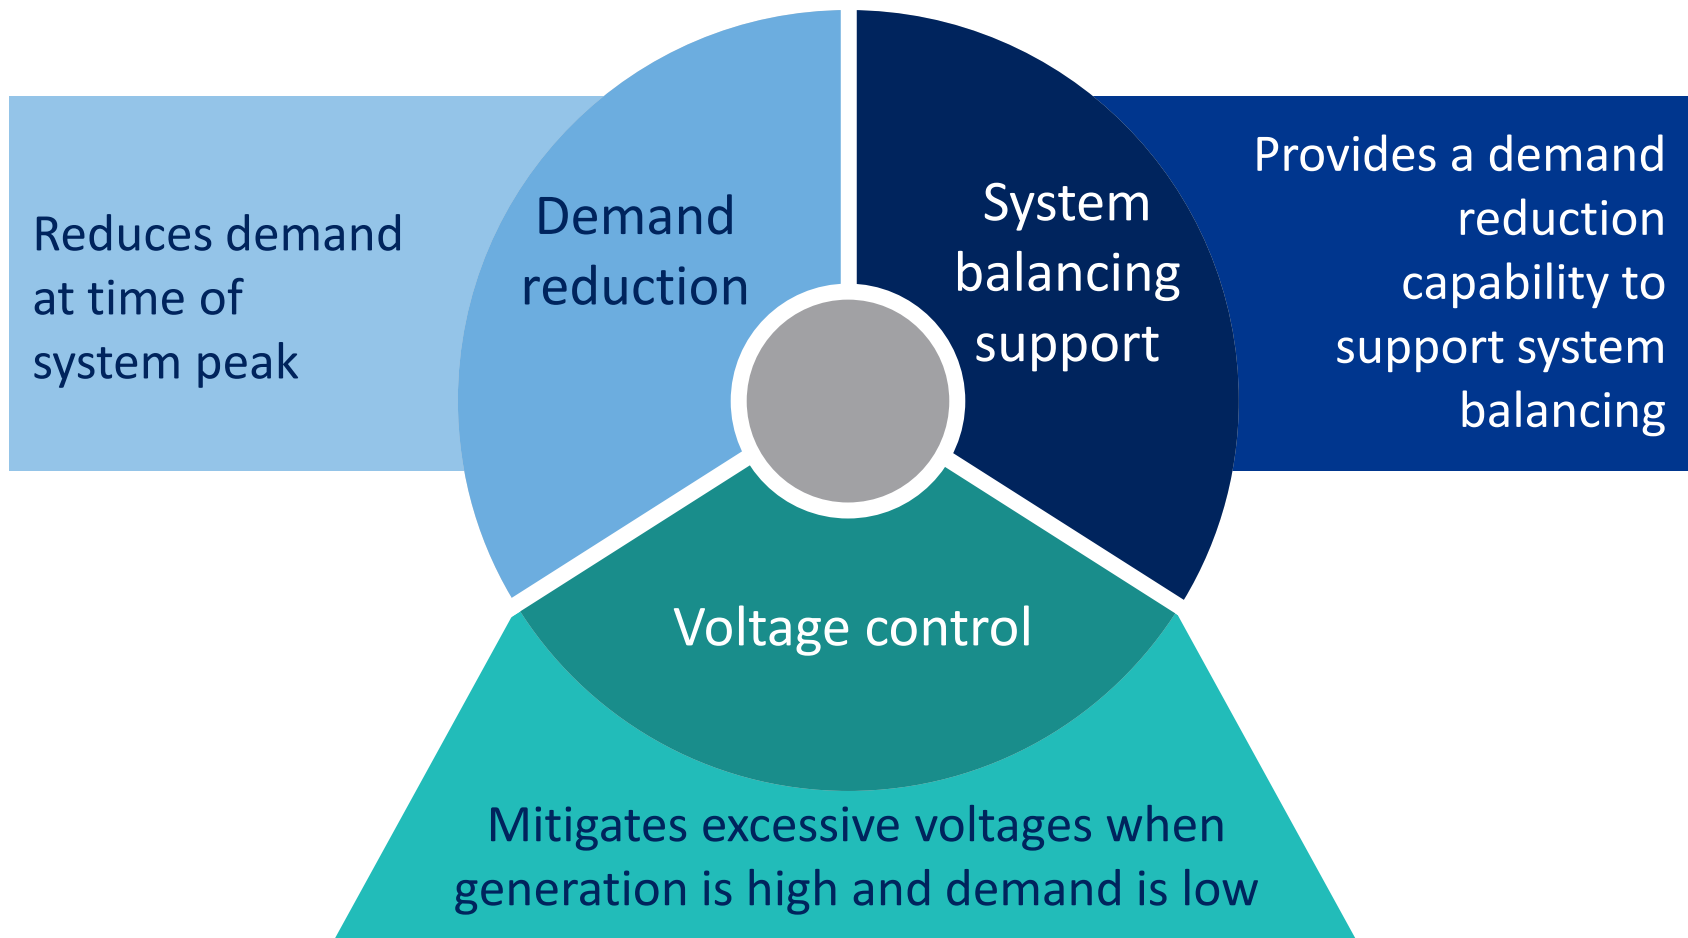 Reduces demand
at time of
system peak
Demand
reduction
System
balancing
support
Provides a demand
reduction
capability to
support system
balancing
Voltage control
Mitigates excessive voltages when
generation is high and demand is low